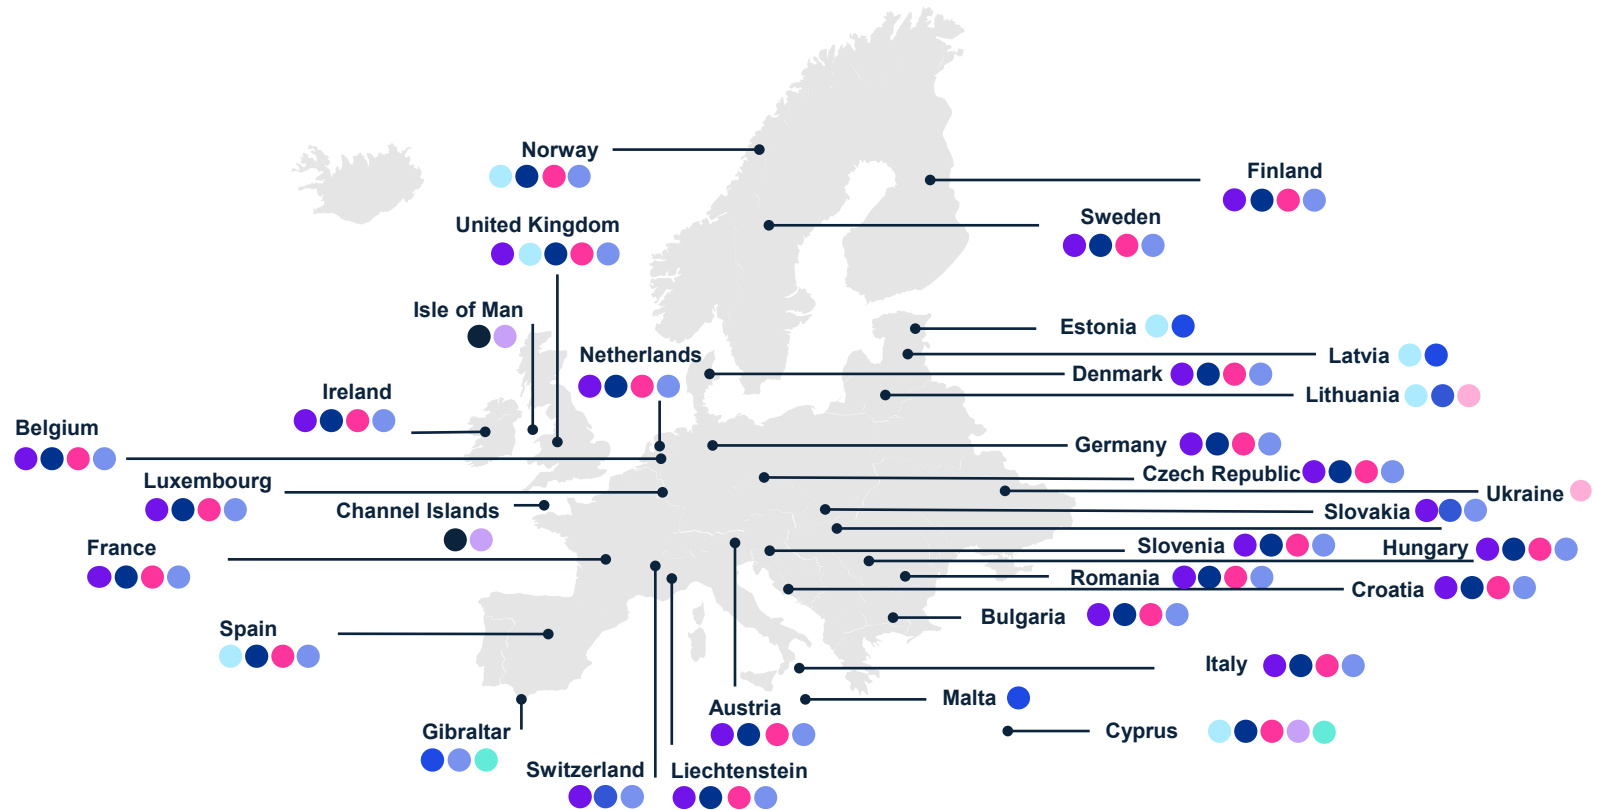 Norway
Finland
United Kingdom
Sweden
Isle of Man
Estonia
Netherlands
Latvia
Denmark
Ireland
Lithuania
Belgium
Germany
Czech Republic
Luxembourg
Ukraine
Channel Islands
Slovakia
France
Slovenia
Hungary
Romania
Croatia
Bulgaria
Spain
Italy
Malta
Austria
Gibraltar
Cyprus
Switzerland
Liechtenstein